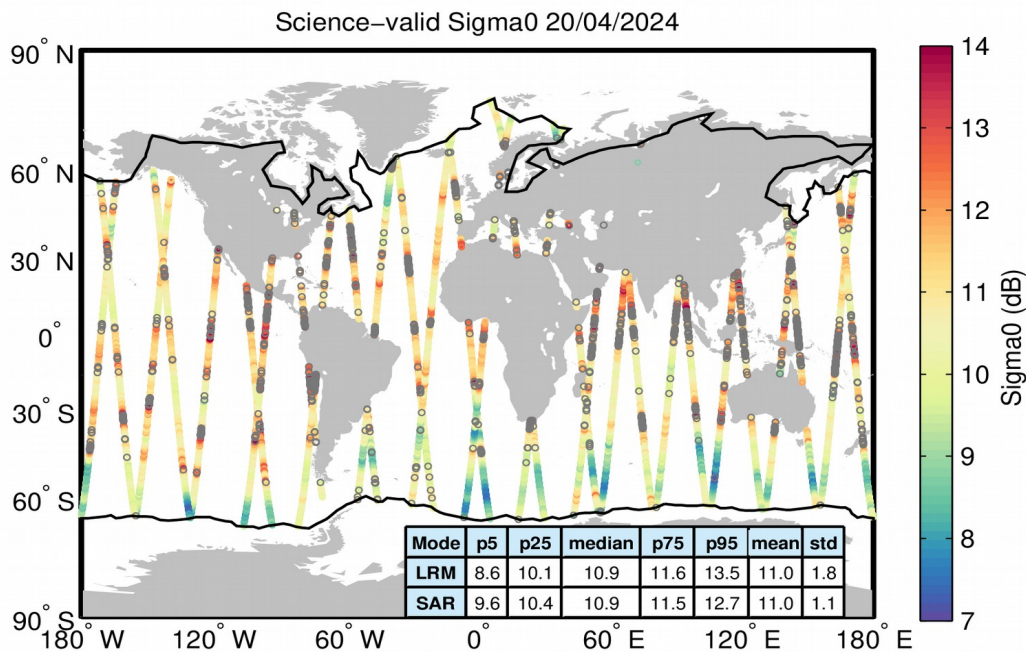 Science−valid Sigma0 20/04/2024
90° N
60° N
30° N
0°
30° S
60° S
90° S
180° W
120° W
60° W
0°
60° E
120° E
180° E
14
13
12
11
10
9
8
7
Sigma0 (dB)
Mode p5 p25 median p75 p95 mean std
LRM 8.6 10.1 10.9 11.6 13.5 11.0 1.8
SAR 9.6 10.4 10.9 11.5 12.7 11.0 1.1